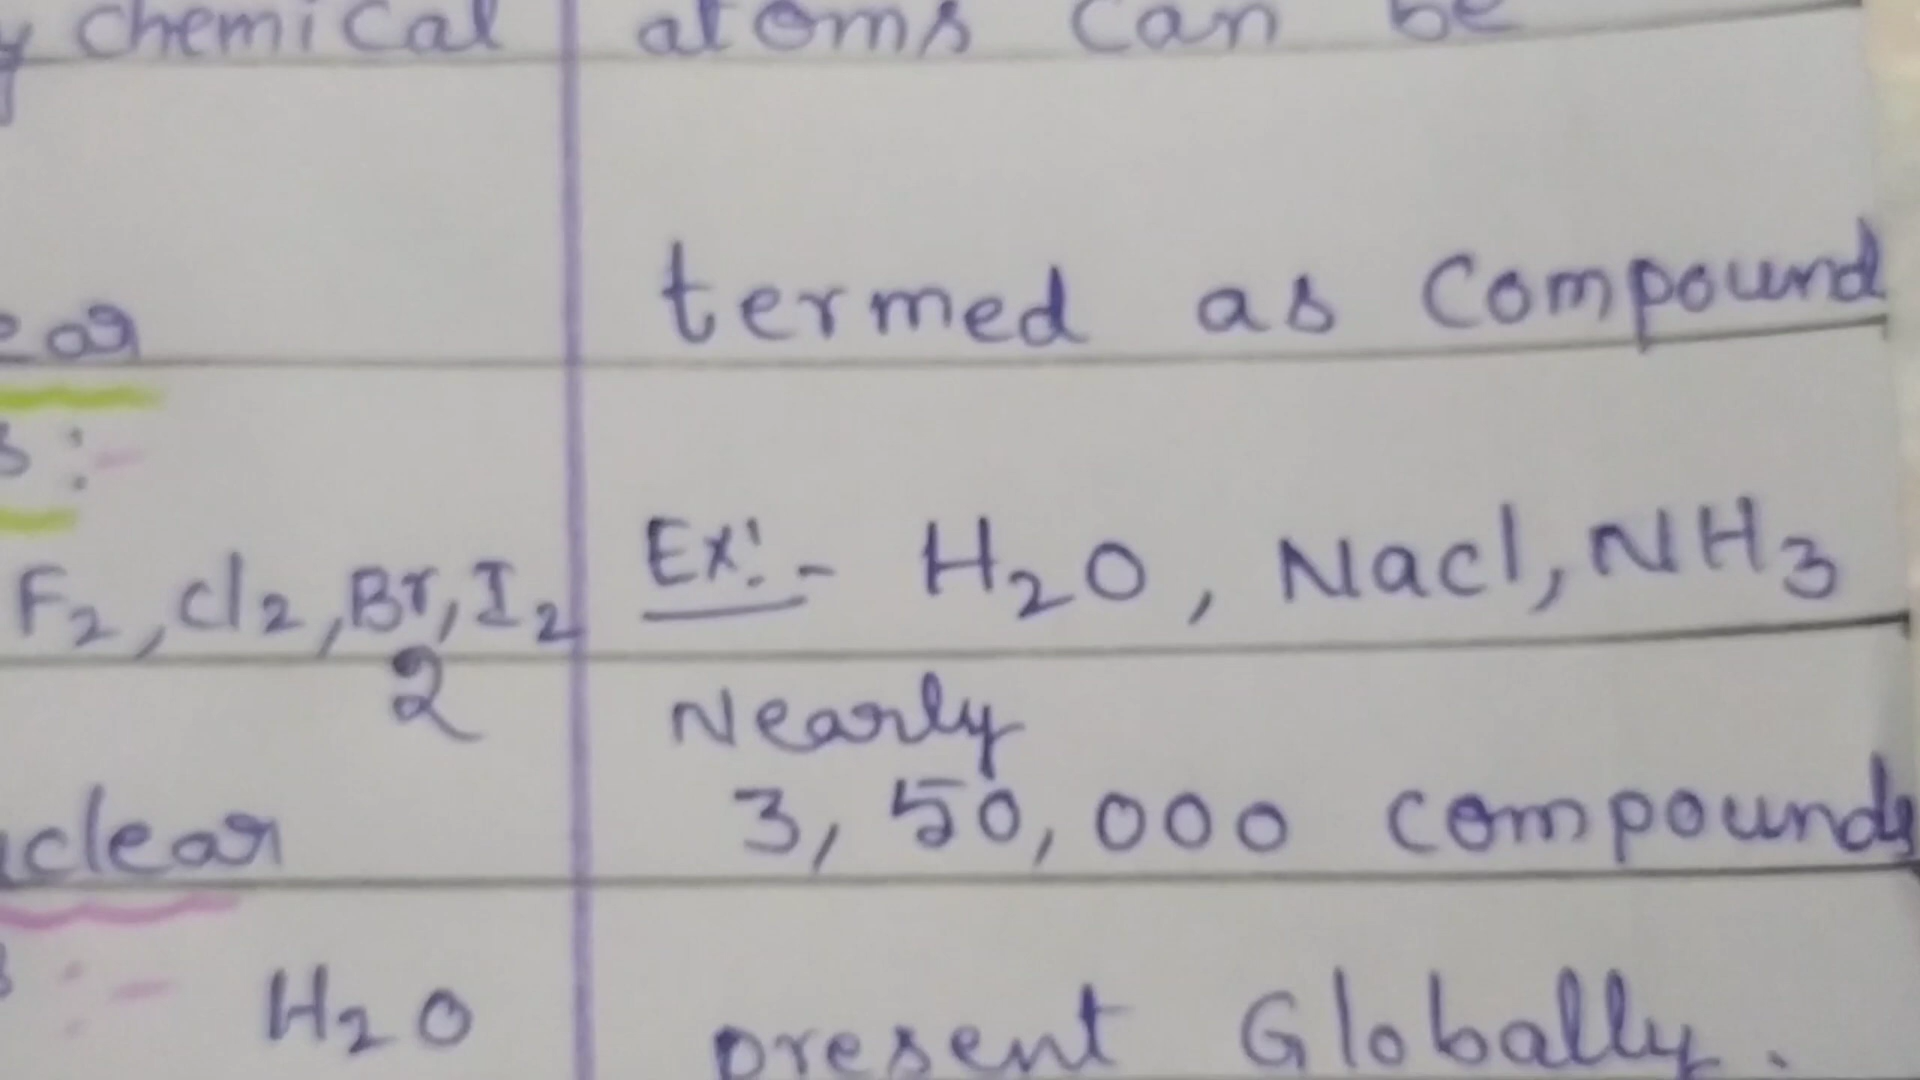 chemical
:-
F2, Cl2, Br2, I2
:- H2O
atoms can be
termed as Compound
Ex:- H2O, Nacl, NH3
Nearly
3, 50, 000 compounds
present Globally.